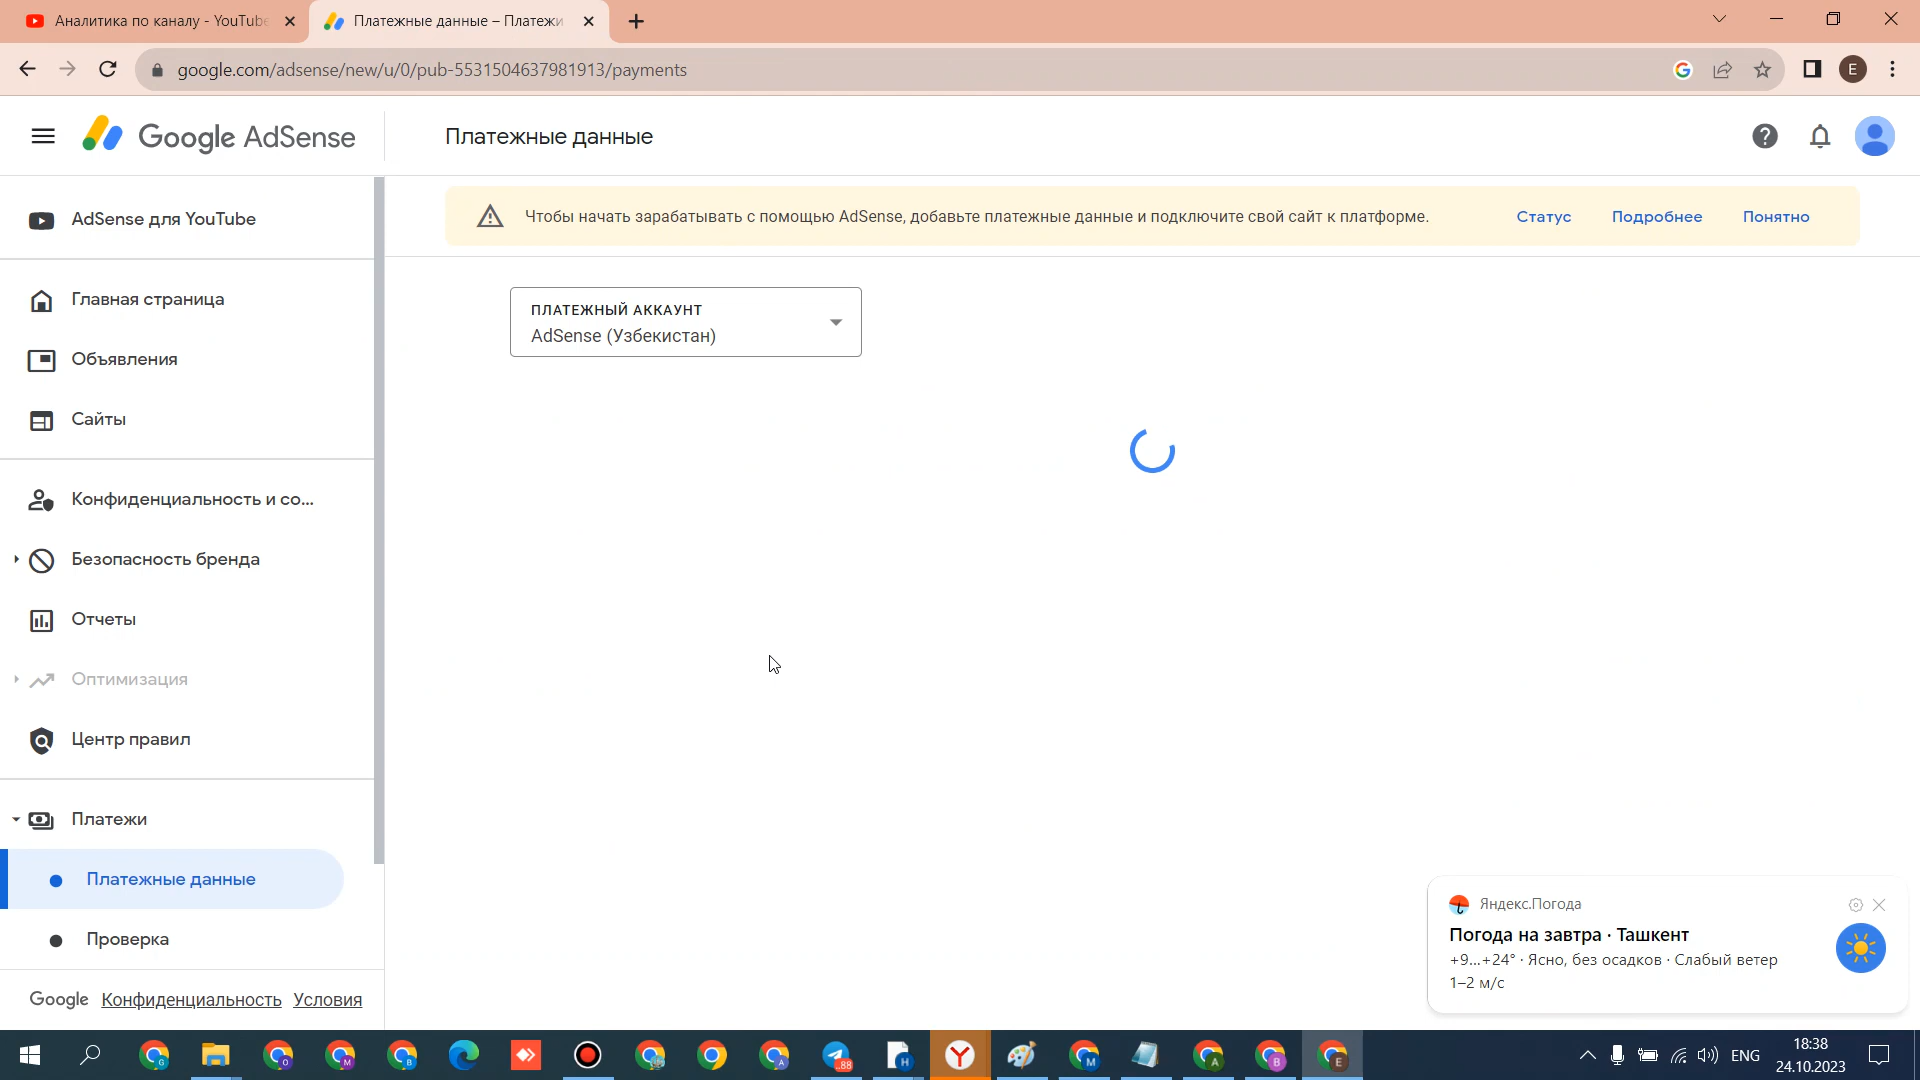 Аналитика по каналу - YouTube
Платежные данные – Платежи
google.com/adsense/new/u/0/pub-5531504637981913/payments
E
Google AdSense
Платежные данные
AdSense для YouTube
Чтобы начать зарабатывать с помощью AdSense, добавьте платежные данные и подключите свой сайт к платформе.
Статус
Подробнее
Понятно
Главная страница
ПЛАТЕЖНЫЙ АККАУНТ
AdSense (Узбекистан)
Объявления
Сайты
Конфиденциальность и со...
Безопасность бренда
Отчеты
Оптимизация
Центр правил
Платежи
Платежные данные
Проверка
Google Конфиденциальность Условия
Яндекс.Погода
Погода на завтра · Ташкент
+9...+24° · Ясно, без осадков · Слабый ветер
1–2 м/с
88
ENG
18:38
24.10.2023